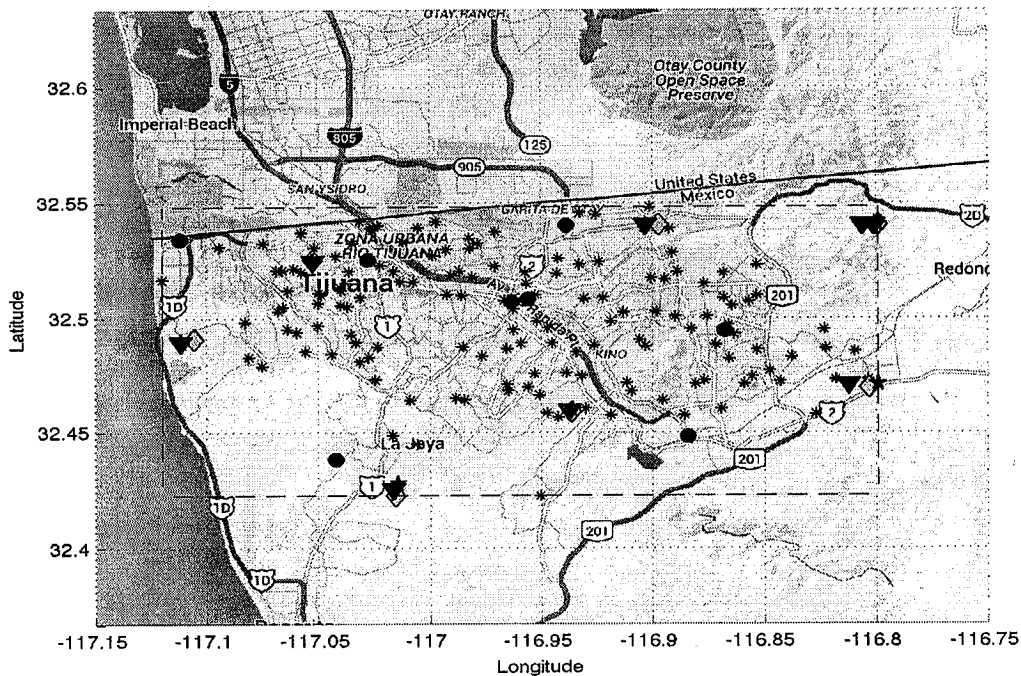 OTAY RANCH
Otay County
Open Space
Preserve
32.6
5
Imperial Beach
805
125
905
SAN YSIDRO
United States
México
32.55
GARITA DE OTAY
2D
ZONA URBANA
RIO TIJUANA
2
Redond
Tijuana
201
1D
32.5
1
KINO
Latitude
2
32.45
La Joya
201
1
1D
201
32.4
1D
-117.15
-117.1
-117.05
-117
-116.95
-116.9
-116.85
-116.8
-116.75
Longitude